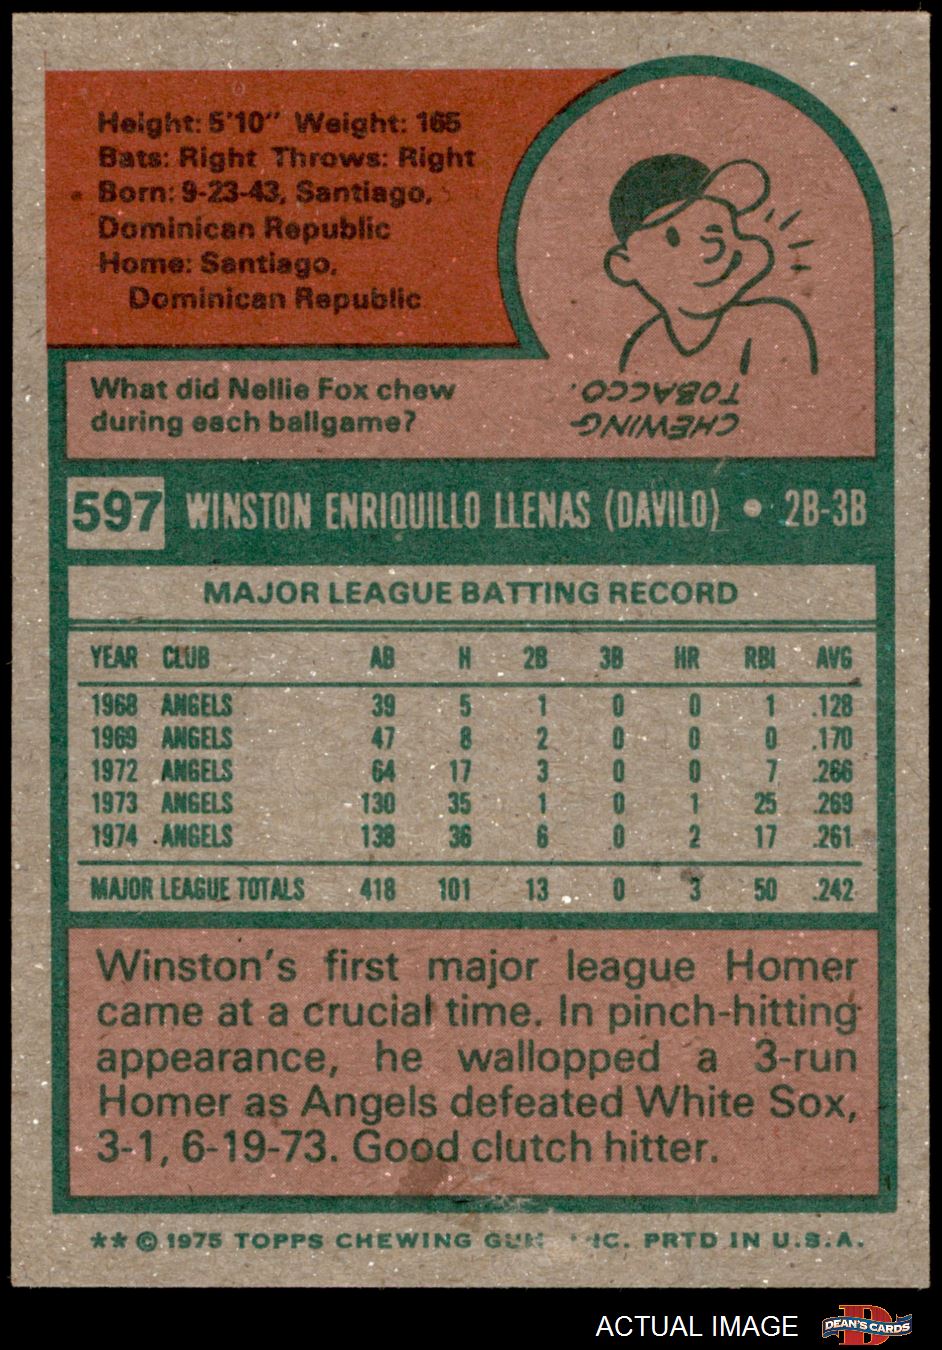 Height: 5'10" Weight: 165
Bats: Right Throws: Right
Born: 9-23-43, Santiago,
Dominican Republic
Home: Santiago,
Dominican Republic
What did Nellie Fox chew
during each ballgame?
CHEWING
TOBACCO.
597 WINSTON ENRIQUILLO LLENAS (DAVILO) • 2B-3B
MAJOR LEAGUE BATTING RECORD
YEAR CLUB AB H 2B 3B HR RBI AVG
1968 ANGELS 39 5 1 0 0 1 .128
1969 ANGELS 47 8 2 0 0 0 .170
1972 ANGELS 64 17 3 0 0 7 .266
1973 ANGELS 130 35 1 0 1 25 .269
1974 ANGELS 138 36 6 0 2 17 .261
MAJOR LEAGUE TOTALS 418 101 13 0 3 50 .242
Winston's first major league Homer
came at a crucial time. In pinch-hitting
appearance, he wallopped a 3-run
Homer as Angels defeated White Sox,
3-1, 6-19-73. Good clutch hitter.
** © 1975 TOPPS CHEWING PRTD IN U.S.A.
ACTUAL IMAGE
DEAN'S CARDS